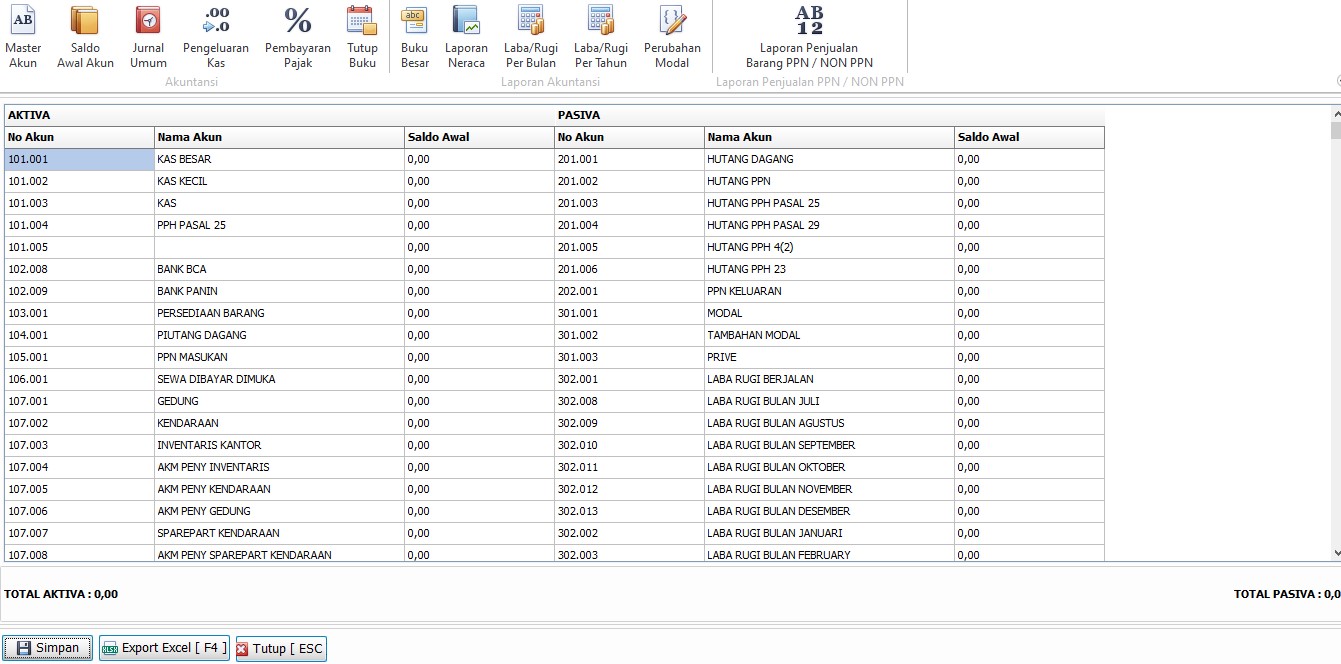 AB abc AB 12
Master Akun Saldo Awal Akun Jurnal Umum Pengeluaran Kas Pembayaran Pajak Tutup Buku Buku Besar Laporan Neraca Laba/Rugi Per Bulan Laba/Rugi Per Tahun Perubahan Modal Laporan Penjualan Barang PPN / NON PPN
Akuntansi Laporan Akuntansi Laporan Penjualan PPN / NON PPN
AKTIVA PASIVA
No Akun Nama Akun Saldo Awal No Akun Nama Akun Saldo Awal
101.001 KAS BESAR 0,00 201.001 HUTANG DAGANG 0,00
101.002 KAS KECIL 0,00 201.002 HUTANG PPN 0,00
101.003 KAS 0,00 201.003 HUTANG PPH PASAL 25 0,00
101.004 PPH PASAL 25 0,00 201.004 HUTANG PPH PASAL 29 0,00
101.005 0,00 201.005 HUTANG PPH 4(2) 0,00
102.008 BANK BCA 0,00 201.006 HUTANG PPH 23 0,00
102.009 BANK PANIN 0,00 202.001 PPN KELUARAN 0,00
103.001 PERSEDIAAN BARANG 0,00 301.001 MODAL 0,00
104.001 PIUTANG DAGANG 0,00 301.002 TAMBAHAN MODAL 0,00
105.001 PPN MASUKAN 0,00 301.003 PRIVE 0,00
106.001 SEWA DIBAYAR DIMUKA 0,00 302.001 LABA RUGI BERJALAN 0,00
107.001 GEDUNG 0,00 302.008 LABA RUGI BULAN JULI 0,00
107.002 KENDARAAN 0,00 302.009 LABA RUGI BULAN AGUSTUS 0,00
107.003 INVENTARIS KANTOR 0,00 302.010 LABA RUGI BULAN SEPTEMBER 0,00
107.004 AKM PENY INVENTARIS 0,00 302.011 LABA RUGI BULAN OKTOBER 0,00
107.005 AKM PENY KENDARAAN 0,00 302.012 LABA RUGI BULAN NOVEMBER 0,00
107.006 AKM PENY GEDUNG 0,00 302.013 LABA RUGI BULAN DESEMBER 0,00
107.007 SPAREPART KENDARAAN 0,00 302.002 LABA RUGI BULAN JANUARI 0,00
107.008 AKM PENY SPAREPART KENDARAAN 0,00 302.003 LABA RUGI BULAN FEBRUARY 0,00
TOTAL AKTIVA : 0,00 TOTAL PASIVA : 0,0
Simpan Export Excel [ F4 ] Tutup [ ESC